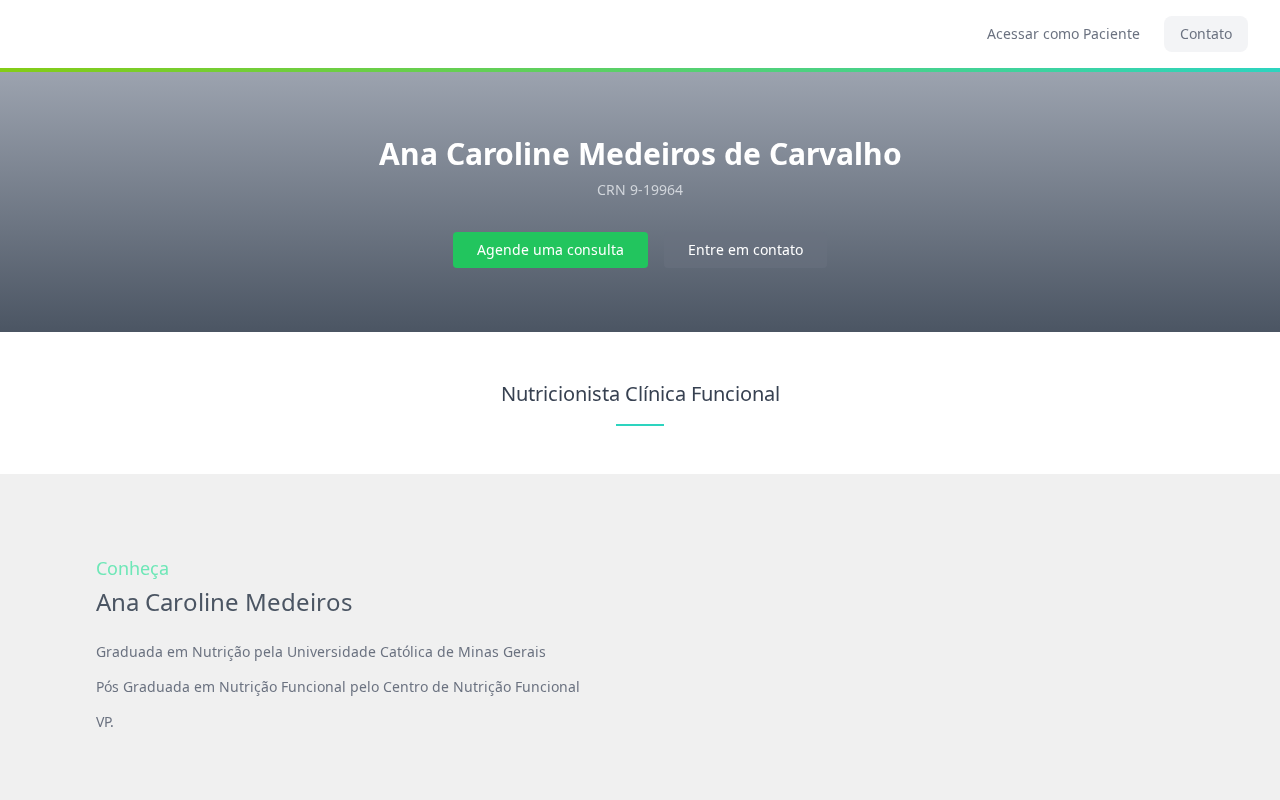 Acessar como Paciente
Contato
Ana Caroline Medeiros de Carvalho
CRN 9-19964
Agende uma consulta
Entre em contato
Nutricionista Clínica Funcional
Conheça
Ana Caroline Medeiros
Graduada em Nutrição pela Universidade Católica de Minas Gerais
Pós Graduada em Nutrição Funcional pelo Centro de Nutrição Funcional
VP.